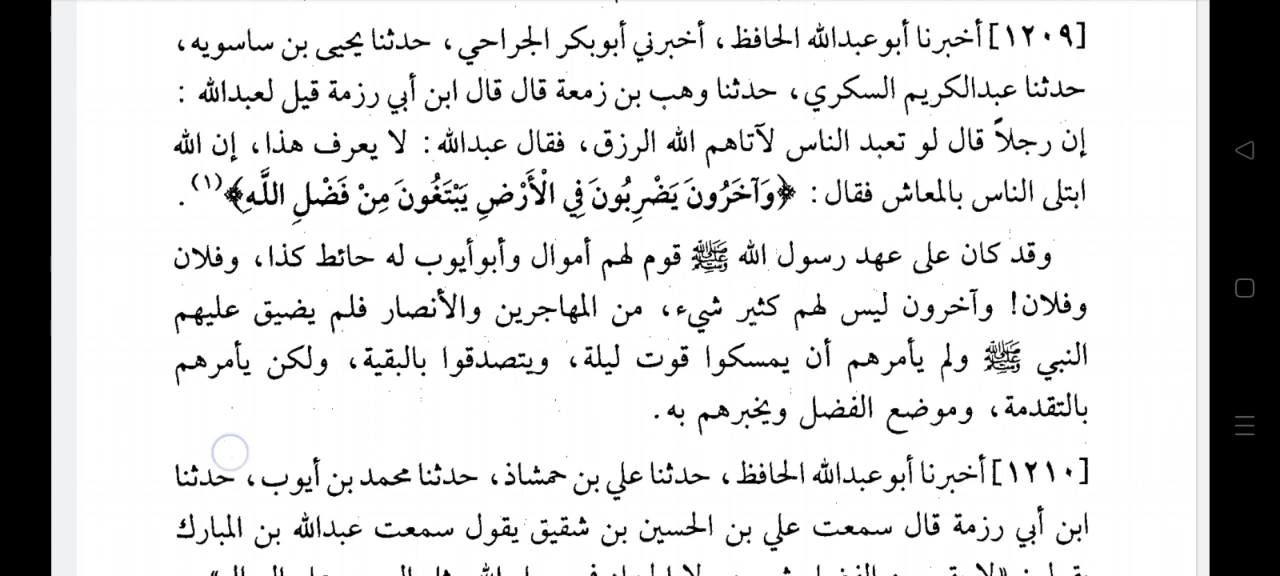 [١٢٠٩] أخبرنا أبو عبدالله الحافظ، أخبرني أبوبكر الجراحي، حدثنا يحيى بن ساسويه،
حدثنا عبدالكريم السكري، حدثنا وهب بن زمعة قال قال ابن أبي رزمة قيل لعبدالله :
إن رجلاً قال لو تعبد الناس لآتاهم الله الرزق، فقال عبدالله: لا يعرف هذا، إن الله
ابتلى الناس بالمعاش فقال: ﴿وَآخَرُونَ يَضْرِبُونَ فِي الْأَرْضِ يَبْتَغُونَ مِنْ فَضْلِ اللَّهِ﴾(١).
وقد كان على عهد رسول الله ﷺ قوم لهم أموال وأبوأيوب له حائط كذا، وفلان
وفلان! وآخرون ليس لهم كثير شيء، من المهاجرين والأنصار فلم يضيق عليهم
النبي ﷺ ولم يأمرهم أن يمسكوا قوت ليلة، ويتصدقوا بالبقية، ولكن يأمرهم
بالتقدمة، وموضع الفضل ويخبرهم به.
[١٢١٠] أخبرنا أبو عبدالله الحافظ، حدثنا علي بن حمشاذ، حدثنا محمد بن أيوب، حدثنا
ابن أبي رزمة قال سمعت علي بن الحسين بن شقيق يقول سمعت عبدالله بن المبارك